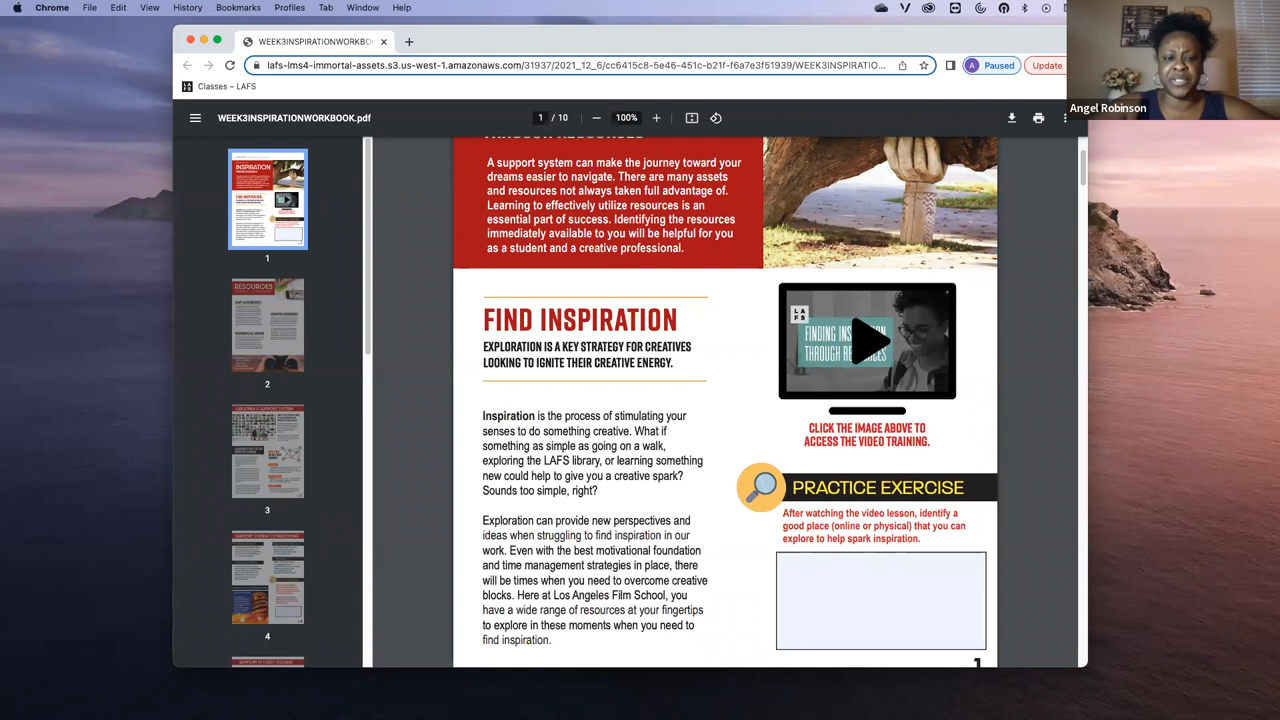 Chrome File Edit View History Bookmarks Profiles Tab Window Help
WEEK3INSPIRATIONWORKBO
lafs-lms4-immortal-assets.s3.us-west-1.amazonaws.com/31937/2021_12_6/cc6415c8-5e46-451c-b21f-f6a7e3f51939/WEEK3INSPIRATIO...
A Paused Update
Classes – LAFS
Angel Robinson
WEEK3INSPIRATIONWORKBOOK.pdf
1 / 10 100%
INSPIRATION
1
RESOURCES
2
3
4
THROUGH RESOURCES
A support system can make the journey toward your
dreams easier to navigate. There are many assets
and resources not always taken full advantage of.
Learning to effectively utilize resources is an
essential part of success. Identifying the resources
immediately available to you will be helpful for you
as a student and a creative professional.
FIND INSPIRATION
EXPLORATION IS A KEY STRATEGY FOR CREATIVES
LOOKING TO IGNITE THEIR CREATIVE ENERGY.
Inspiration is the process of stimulating your
senses to do something creative. What if
something as simple as going on a walk,
exploring the LAFS library, or learning something
new could help to give you a creative spark?
Sounds too simple, right?
Exploration can provide new perspectives and
ideas when struggling to find inspiration in our
work. Even with the best motivational foundation
and time management strategies in place, there
will be times when you need to overcome creative
blocks. Here at Los Angeles Film School, you
have a wide range of resources at your fingertips
to explore in these moments when you need to
find inspiration.
LA
FS
FINDING INSPIRATION
THROUGH RESOURCES
CLICK THE IMAGE ABOVE TO
ACCESS THE VIDEO TRAINING.
PRACTICE EXERCISE
After watching the video lesson, identify a
good place (online or physical) that you can
explore to help spark inspiration.
1